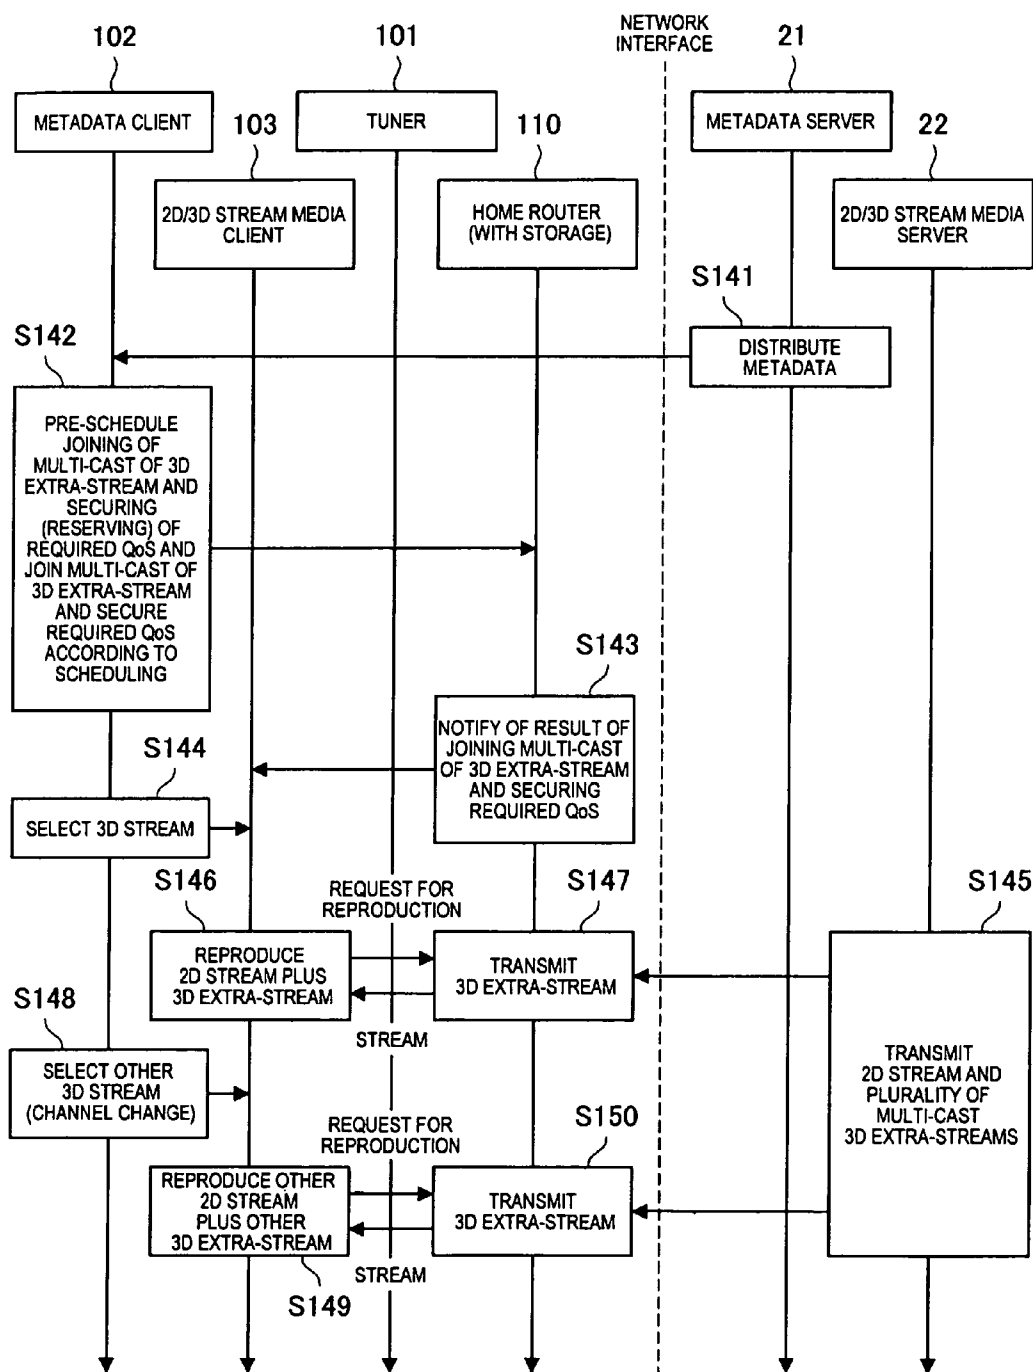 NETWORK
INTERFACE
102
101
21
METADATA CLIENT
103
TUNER
110
METADATA SERVER
22
2D/3D STREAM MEDIA
CLIENT
HOME ROUTER
(WITH STORAGE)
2D/3D STREAM MEDIA
SERVER
S141
DISTRIBUTE
METADATA
S142
PRE-SCHEDULE
JOINING OF
MULTI-CAST OF 3D
EXTRA-STREAM AND
SECURING
(RESERVING) OF
REQUIRED QoS AND
JOIN MULTI-CAST OF
3D EXTRA-STREAM
AND SECURE
REQUIRED QoS
ACCORDING TO
SCHEDULING
S143
NOTIFY OF RESULT OF
JOINING MULTI-CAST
OF 3D EXTRA-STREAM
AND SECURING
REQUIRED QoS
S144
SELECT 3D STREAM
S146
REQUEST FOR
REPRODUCTION
S147
S145
REPRODUCE
2D STREAM PLUS
3D EXTRA-STREAM
TRANSMIT
3D EXTRA-STREAM
STREAM
S148
SELECT OTHER
3D STREAM
(CHANNEL CHANGE)
TRANSMIT
2D STREAM AND
PLURALITY OF
MULTI-CAST
3D EXTRA-STREAMS
REQUEST FOR
REPRODUCTION
S150
REPRODUCE OTHER
2D STREAM
PLUS OTHER
3D EXTRA-STREAM
TRANSMIT
3D EXTRA-STREAM
STREAM
S149